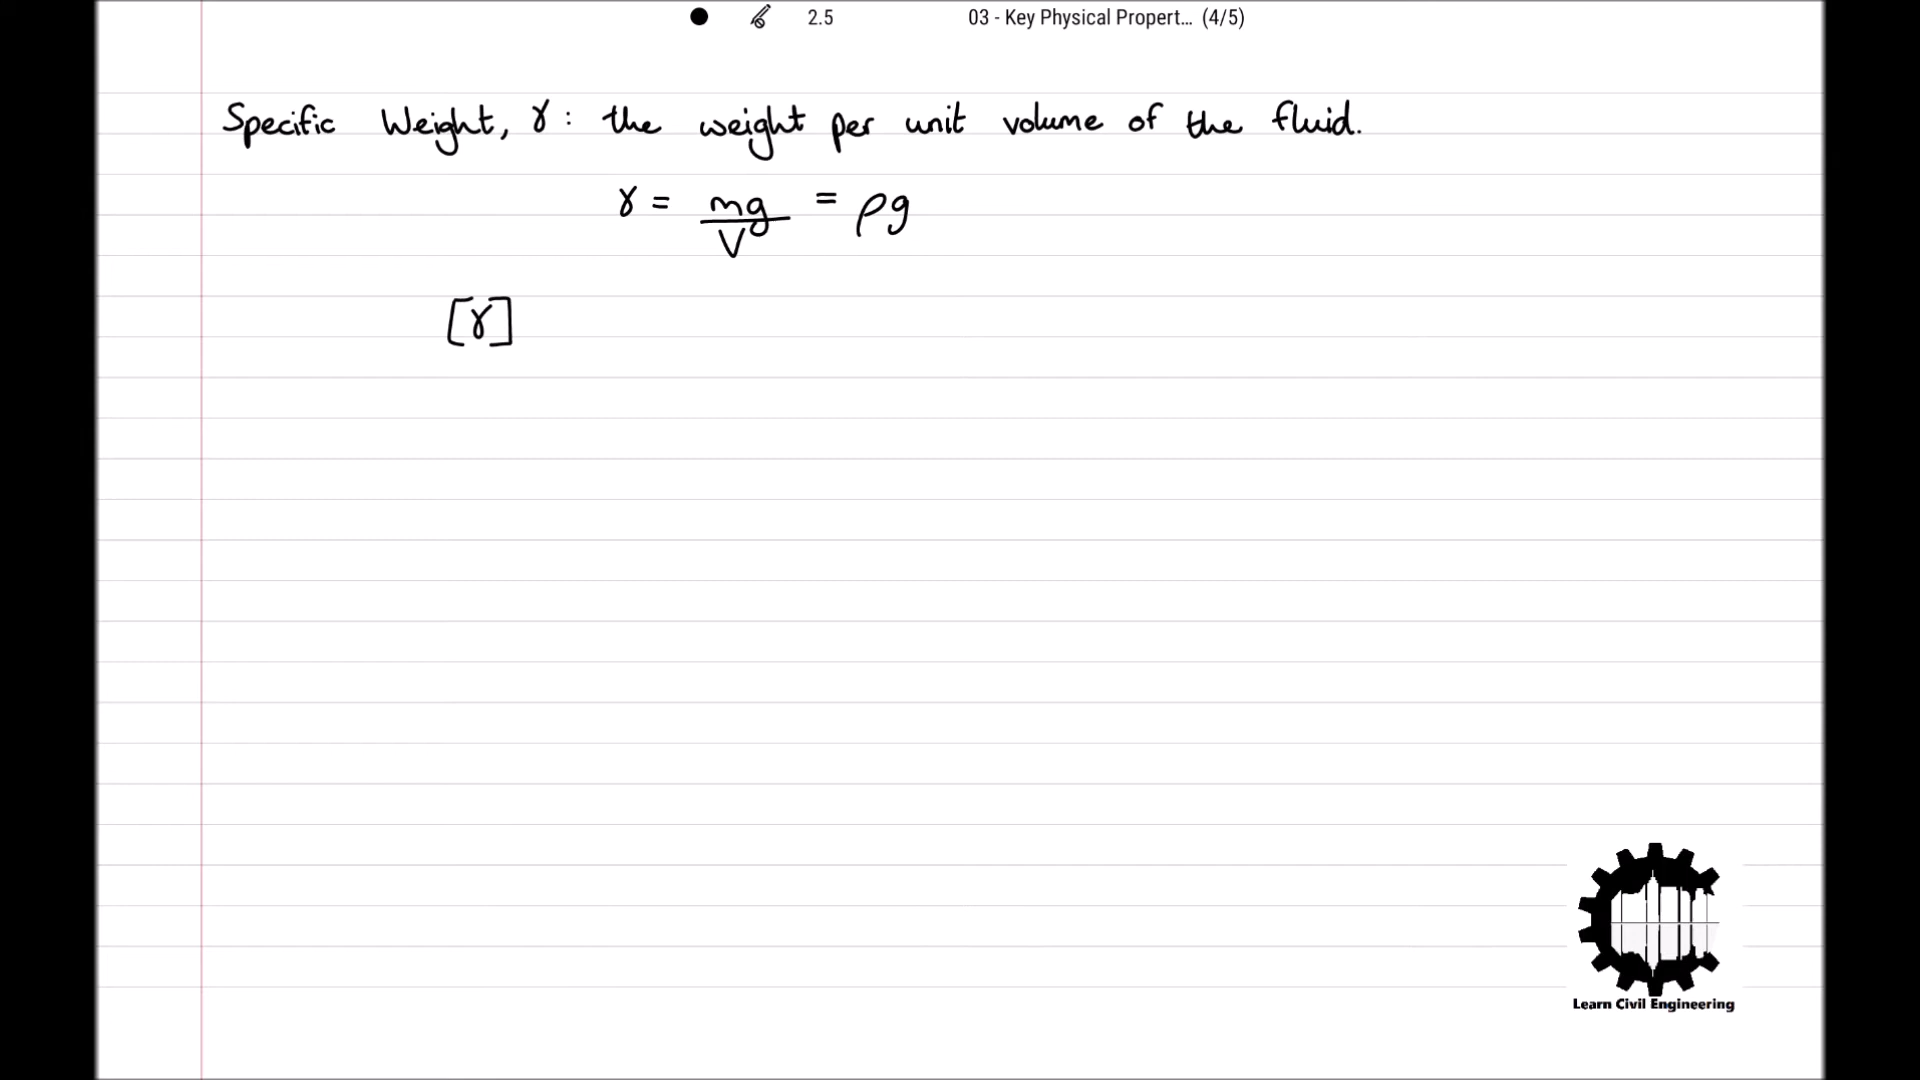 2.5 03 - Key Physical Propert... (4/5)
Specific Weight, γ: the weight per unit volume of the fluid.
γ = mg/V = ρg
[γ]
Learn Civil Engineering